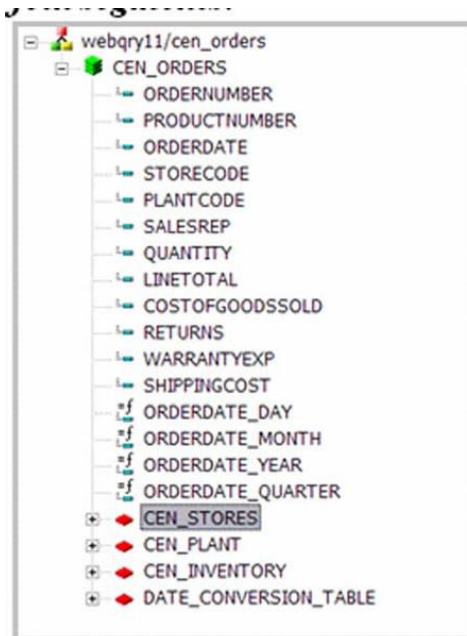 webqry11/cen_orders
CEN_ORDERS
ORDERNUMBER
PRODUCTNUMBER
ORDERDATE
STORECODE
PLANTCODE
SALESREP
QUANTITY
LINETOTAL
COSTOFGOODSSOLD
RETURNS
WARRANTYEXP
SHIPPINGCOST
ORDERDATE_DAY
ORDERDATE_MONTH
ORDERDATE_YEAR
ORDERDATE_QUARTER
CEN_STORES
CEN_PLANT
CEN_INVENTORY
DATE_CONVERSION_TABLE